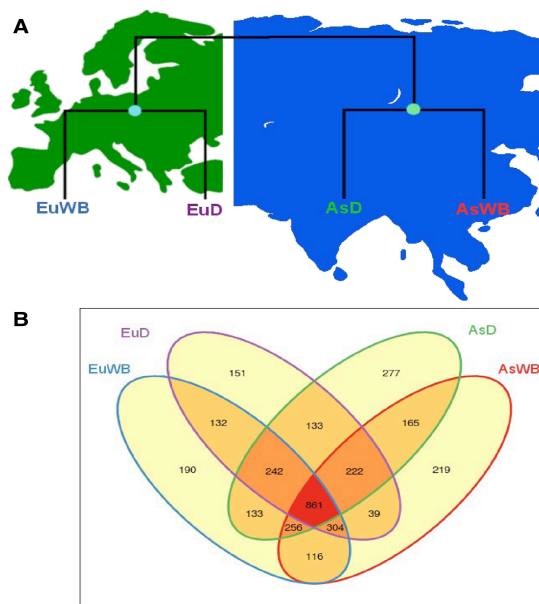 A
EuWB EuD AsD AsWB
B
EuD AsD
EuWB AsWB
151 277
132 133 165
190 242 222 219
861
133 256 304 39
116